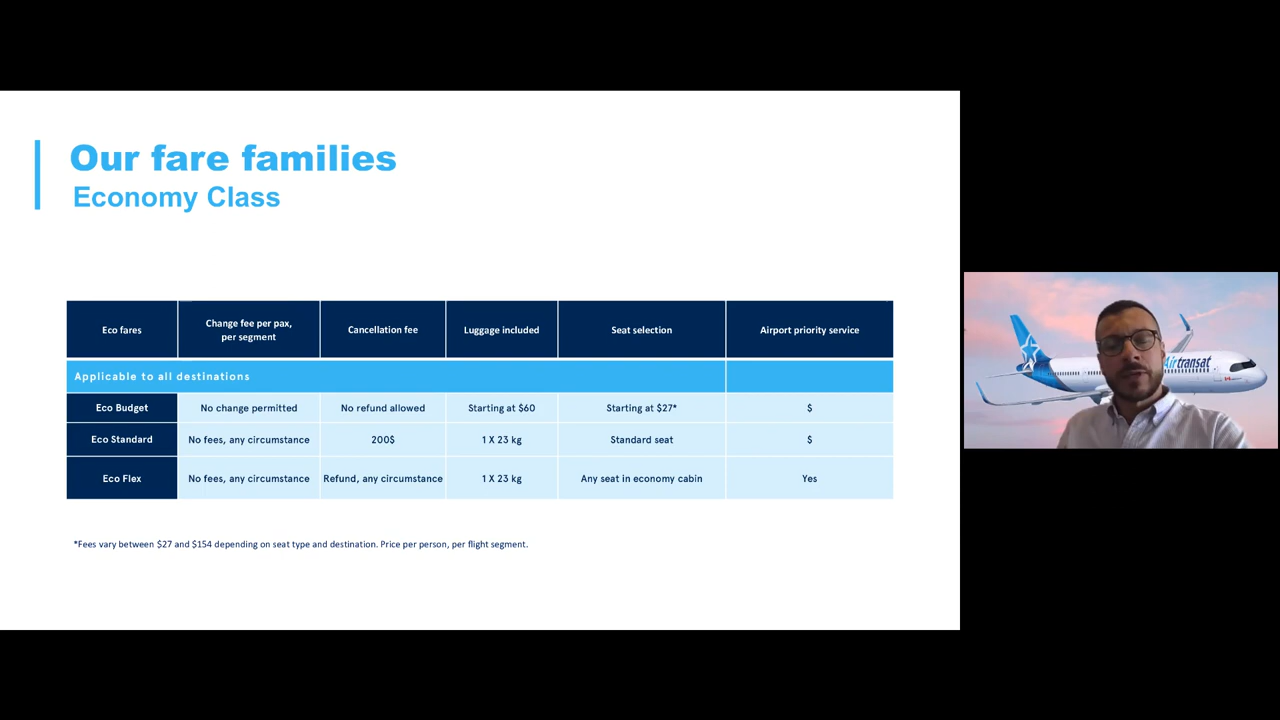 Our fare families
Economy Class
Eco fares
Change fee per pax,
per segment
Cancellation fee
Luggage included
Seat selection
Airport priority service
Applicable to all destinations
Eco Budget
No change permitted
No refund allowed
Starting at $60
Starting at $27*
$
Eco Standard
No fees, any circumstance
200$
1 X 23 kg
Standard seat
$
Eco Flex
No fees, any circumstance
Refund, any circumstance
1 X 23 kg
Any seat in economy cabin
Yes
*Fees vary between $27 and $154 depending on seat type and destination. Price per person, per flight segment.
Air transat